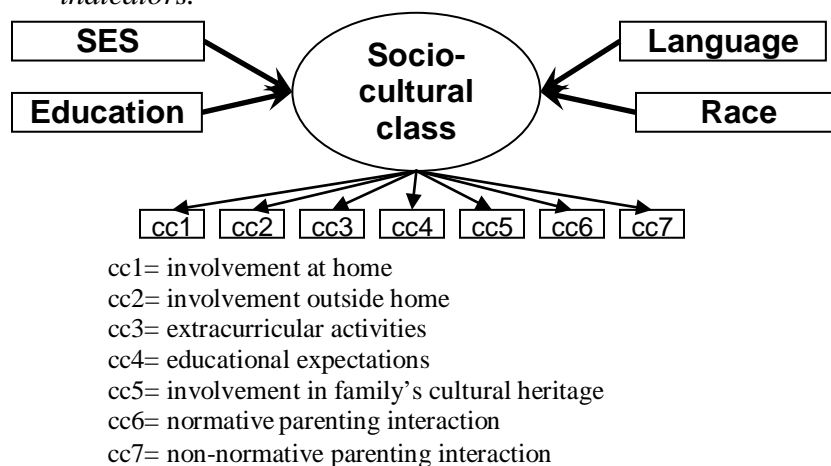 indicators.
SES
Education
Socio-
cultural
class
Language
Race
cc1 cc2 cc3 cc4 cc5 cc6 cc7
cc1= involvement at home
cc2= involvement outside home
cc3= extracurricular activities
cc4= educational expectations
cc5= involvement in family’s cultural heritage
cc6= normative parenting interaction
cc7= non-normative parenting interaction